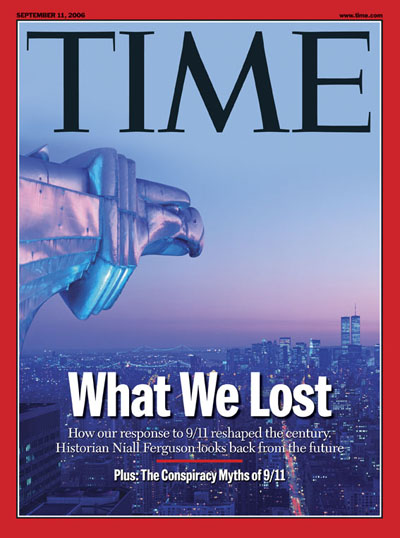 SEPTEMBER 11, 2006 www.time.com
TIME
What We Lost
How our response to 9/11 reshaped the century.
Historian Niall Ferguson looks back from the future
Plus: The Conspiracy Myths of 9/11